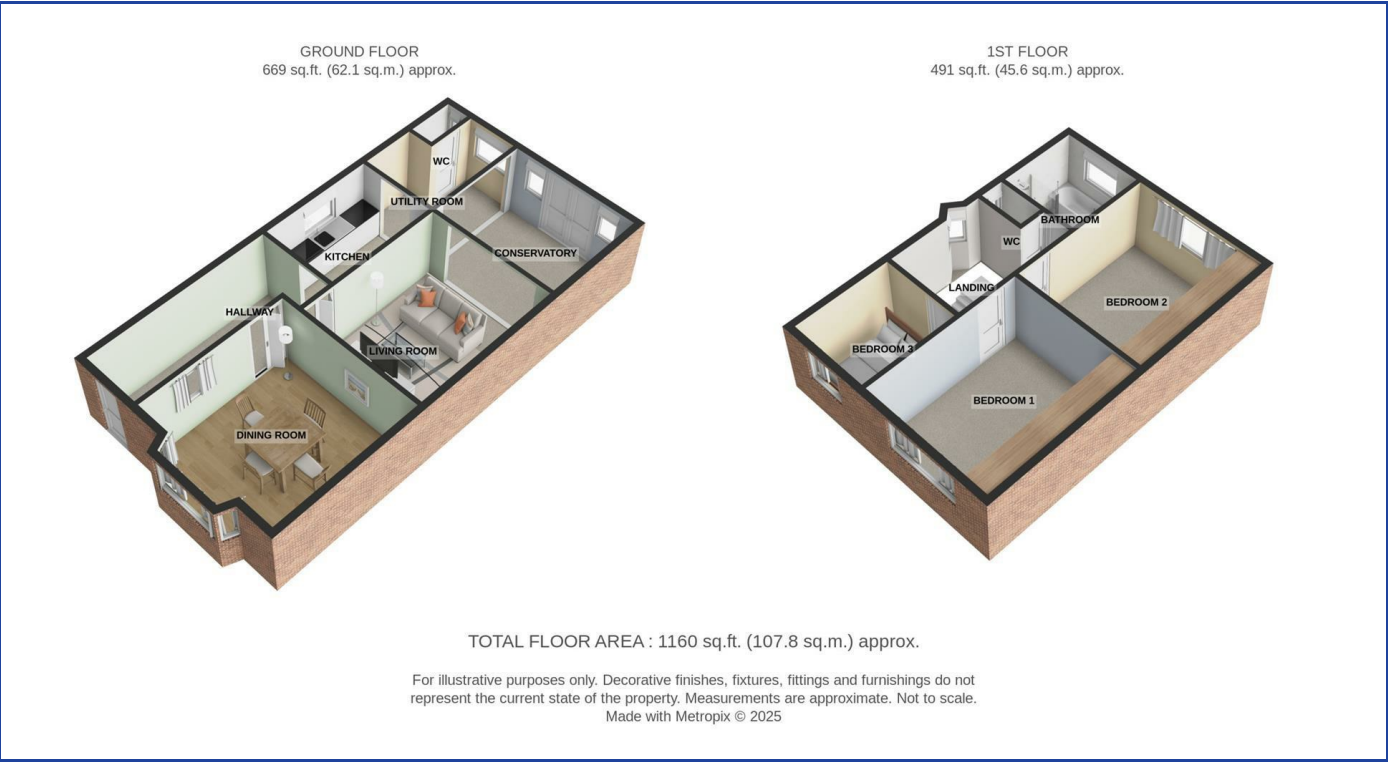 GROUND FLOOR
669 sq.ft. (62.1 sq.m.) approx.
WC
UTILITY ROOM
KITCHEN
CONSERVATORY
HALLWAY
LIVING ROOM
DINING ROOM
1ST FLOOR
491 sq.ft. (45.6 sq.m.) approx.
BATHROOM
WC
LANDING
BEDROOM 2
BEDROOM 3
BEDROOM 1
TOTAL FLOOR AREA : 1160 sq.ft. (107.8 sq.m.) approx.
For illustrative purposes only. Decorative finishes, fixtures, fittings and furnishings do not
represent the current state of the property. Measurements are approximate. Not to scale.
Made with Metropix © 2025